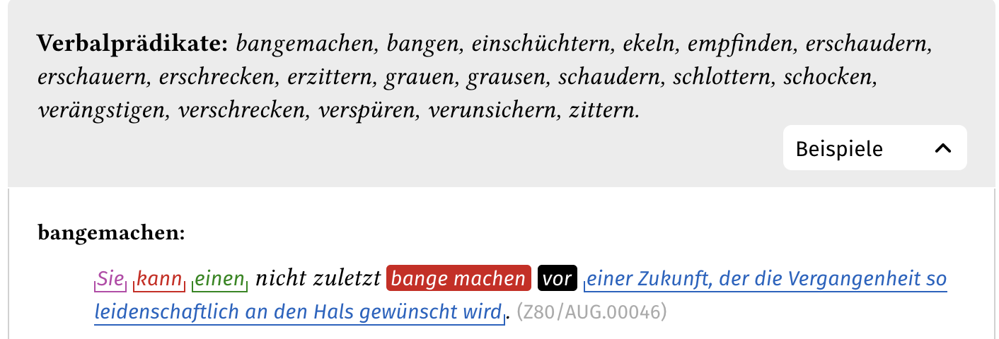 Verbalprädikate: bangemachen, bangen, einschüchtern, ekeln, empfinden, erschaudern,
erschauern, erschrecken, erzittern, grauen, grausen, schaudern, schlottern, schocken,
verängstigen, verschrecken, verspüren, verunsichern, zittern.
Beispiele
bangemachen:
Sie kann einen nicht zuletzt bange machen vor einer Zukunft, der die Vergangenheit so
leidenschaftlich an den Hals gewünscht wird. (Z80/AUG.00046)